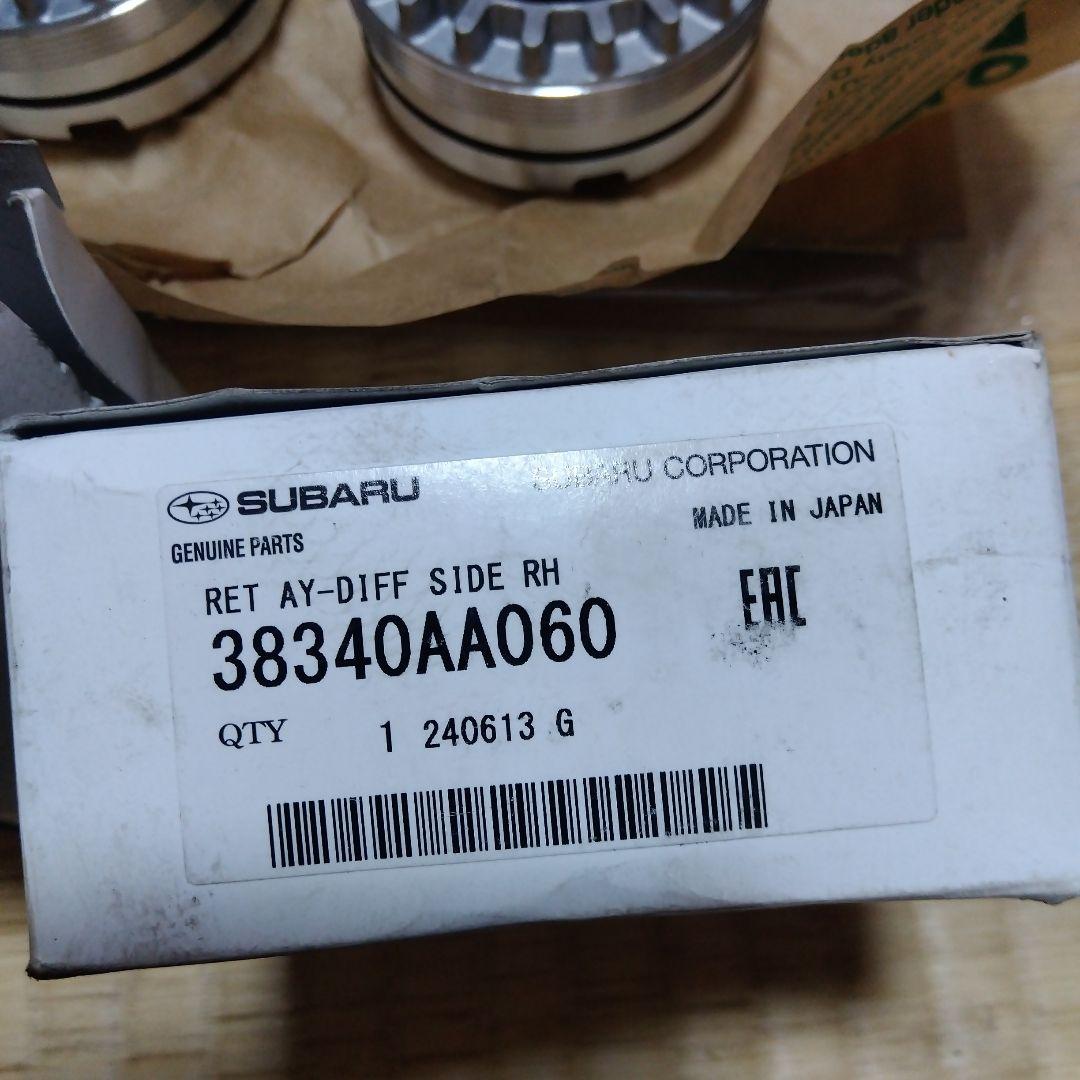 SUBARU
SUBARU CORPORATION
GENUINE PARTS
MADE IN JAPAN
RET AY-DIFF SIDE RH
EAC
38340AA060
QTY 1 240613 G